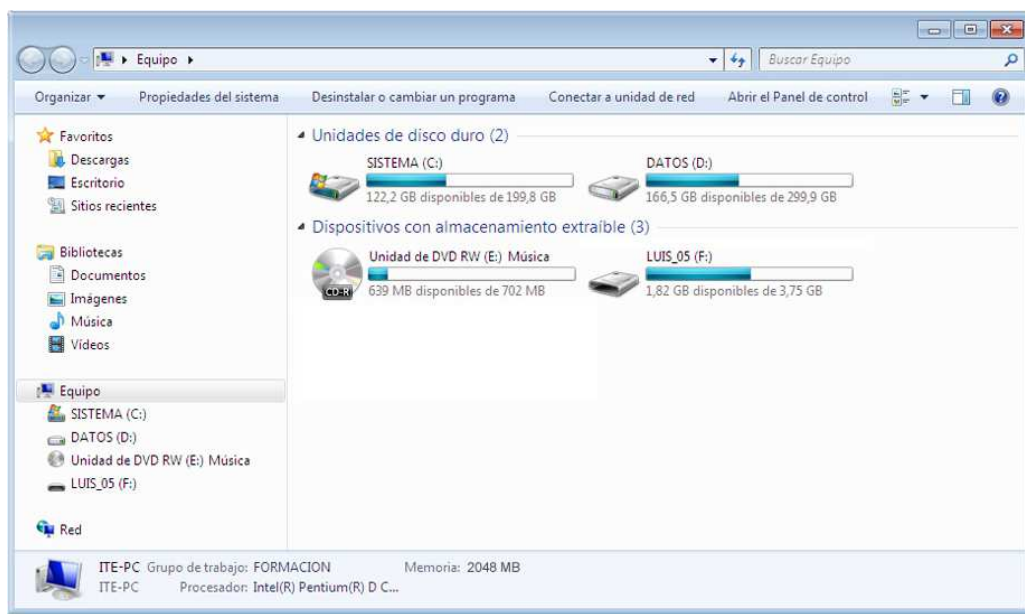 Equipo
Buscar Equipo
Organizar
Propiedades del sistema
Desinstalar o cambiar un programa
Conectar a unidad de red
Abrir el Panel de control
Favoritos
Descargas
Escritorio
Sitios recientes
Bibliotecas
Documentos
Imágenes
Música
Vídeos
Equipo
SISTEMA (C:)
DATOS (D:)
Unidad de DVD RW (E:) Música
LUIS_05 (F:)
Red
Unidades de disco duro (2)
SISTEMA (C:)
122,2 GB disponibles de 199,8 GB
DATOS (D:)
166,5 GB disponibles de 299,9 GB
Dispositivos con almacenamiento extraíble (3)
Unidad de DVD RW (E:) Música
CD-R
639 MB disponibles de 702 MB
LUIS_05 (F:)
1,82 GB disponibles de 3,75 GB
ITE-PC Grupo de trabajo: FORMACION Memoria: 2048 MB
ITE-PC Procesador: Intel(R) Pentium(R) D C...